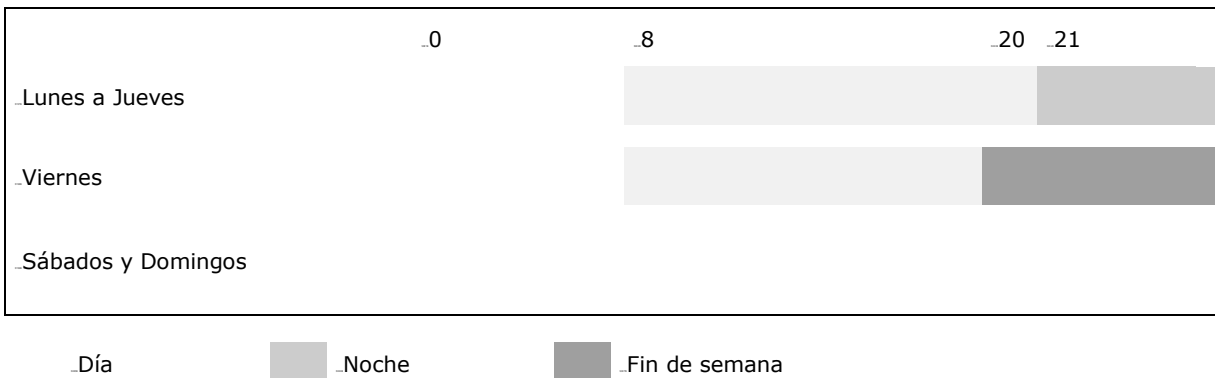 0 8 20 21
Lunes a Jueves
Viernes
Sábados y Domingos
Día Noche Fin de semana